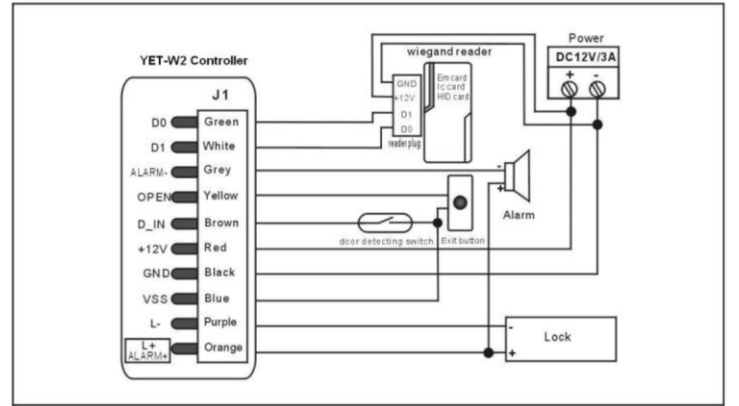 YET-W2 Controller
J1
D0 Green
D1 White
ALARM- Grey
OPEN Yellow
D_IN Brown
+12V Red
GND Black
VSS Blue
L- Purple
L+
ALARM+
Orange
wiegand reader
GND
+12V
D1
D0
reader plug
Em card
Ic card
HID card
Power
DC12V/3A
+ -
-
+
Alarm
door detecting switch
Exit button
-
Lock
+